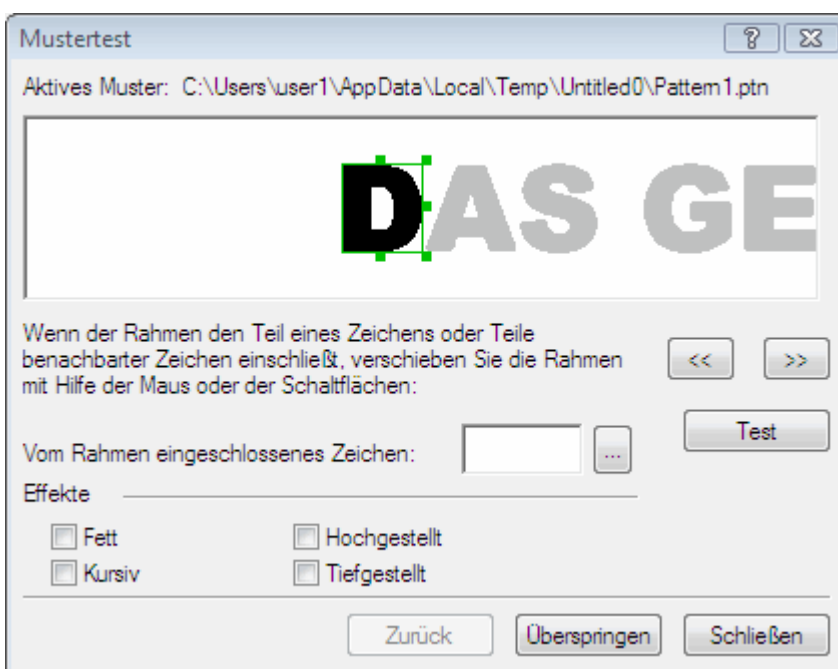 Mustertest
Aktives Muster: C:\Users\user1\AppData\Local\Temp\Untitled0\Pattern1.ptn
DAS GE
Wenn der Rahmen den Teil eines Zeichens oder Teile
benachbarter Zeichen einschließt, verschieben Sie die Rahmen
mit Hilfe der Maus oder der Schaltflächen:
<< >>
Test
Vom Rahmen eingeschlossenes Zeichen:
...
Effekte
Fett Hochgestellt
Kursiv Tiefgestellt
Zurück Überspringen Schließen